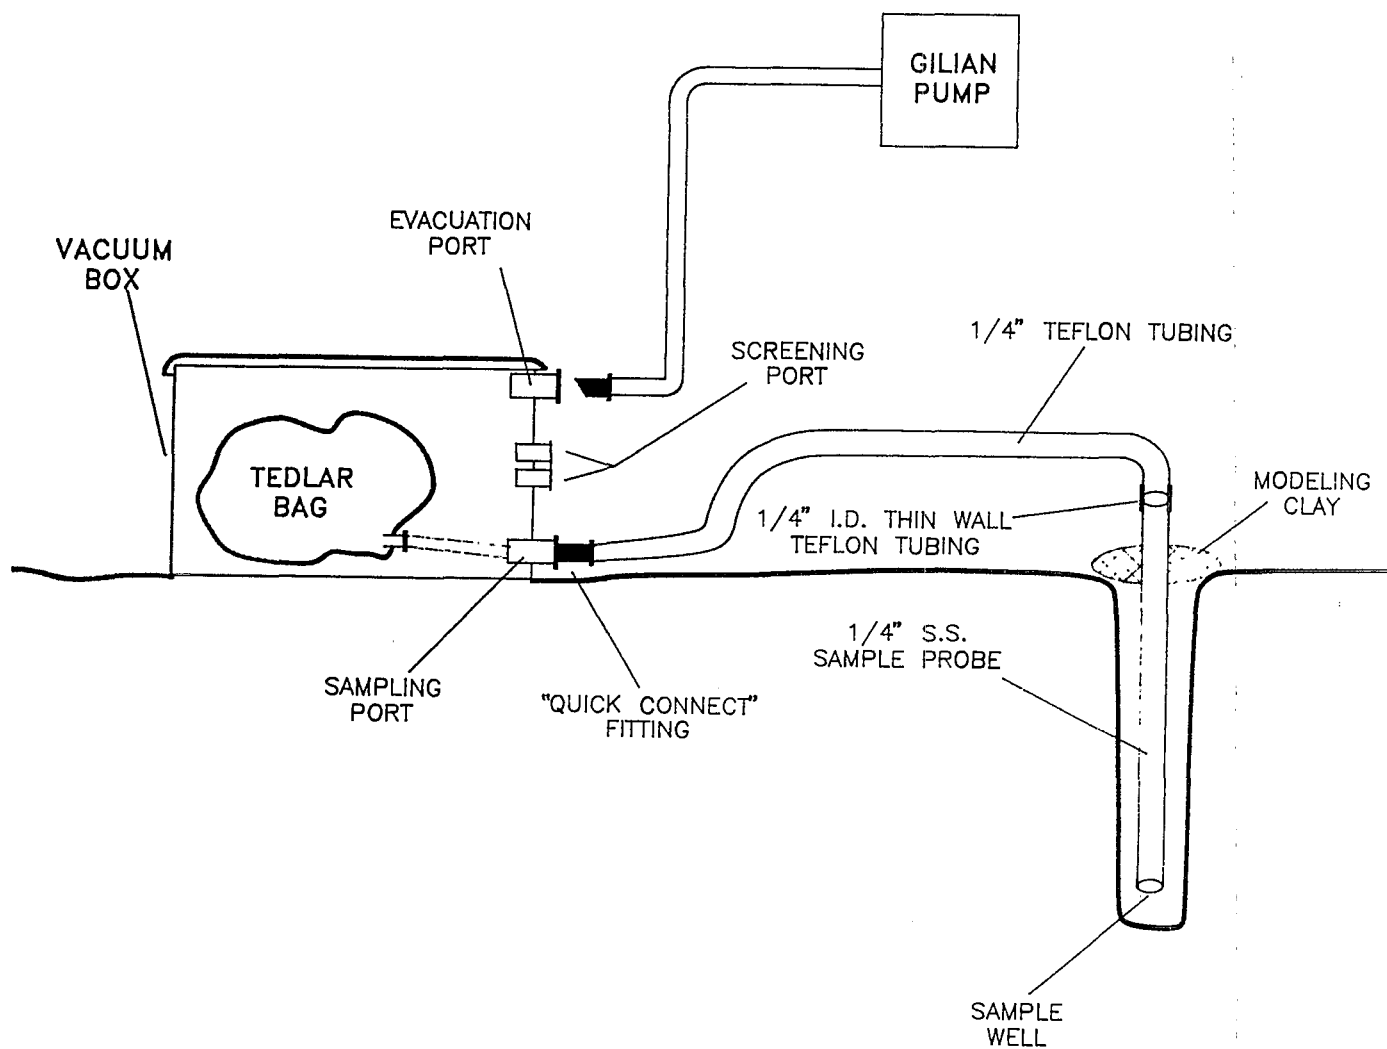 GILIAN
PUMP
EVACUATION
PORT
VACUUM
BOX
1/4" TEFLON TUBING
SCREENING
PORT
TEDLAR
BAG
MODELING
CLAY
1/4" I.D. THIN WALL
TEFLON TUBING
1/4" S.S.
SAMPLE PROBE
SAMPLING
PORT
"QUICK CONNECT"
FITTING
SAMPLE
WELL